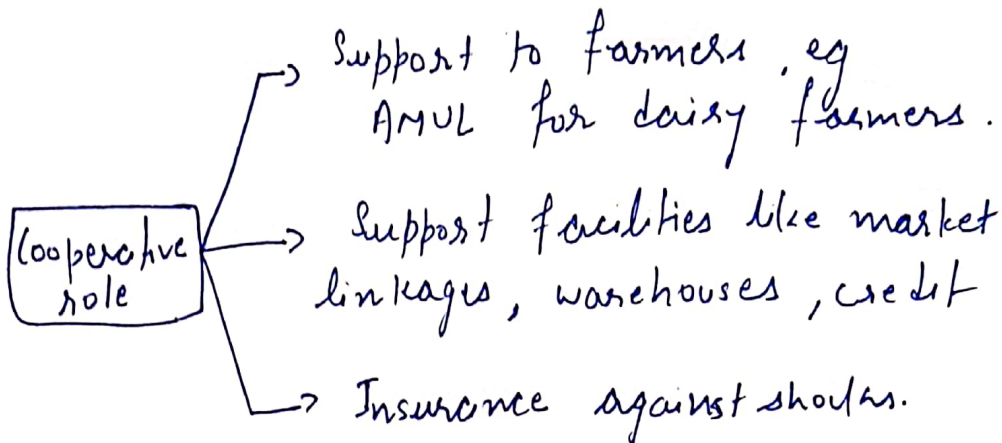 Support to farmers, eg
AMUL for dairy farmers.
Cooperative
role
Support facilities like market
linkages, warehouses, credit
Insurance against shocks.